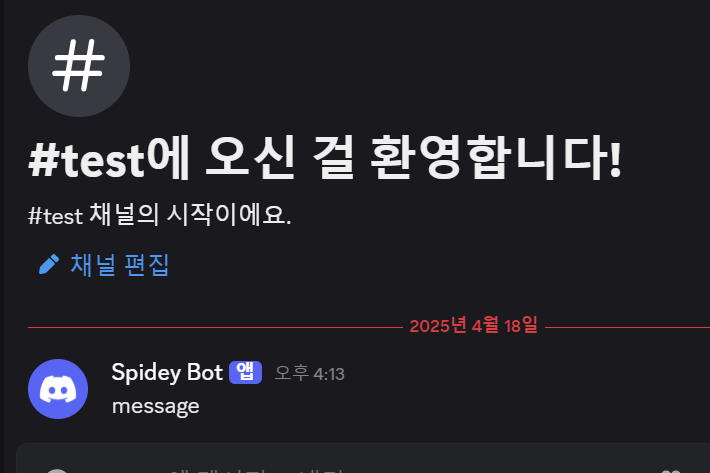 #test에 오신 걸 환영합니다!
#test 채널의 시작이에요.
채널 편집
2025년 4월 18일
Spidey Bot 앱 오후 4:13
message